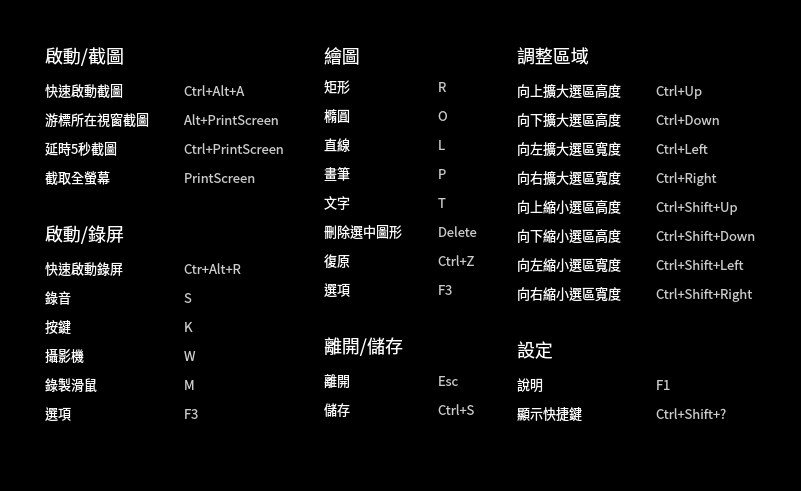 啟動/截圖
快速啟動截圖 Ctrl+Alt+A
游標所在視窗截圖 Alt+PrintScreen
延時5秒截圖 Ctrl+PrintScreen
截取全螢幕 PrintScreen
啟動/錄屏
快速啟動錄屏 Ctr+Alt+R
錄音 S
按鍵 K
攝影機 W
錄製滑鼠 M
選項 F3
繪圖
矩形 R
橢圓 O
直線 L
畫筆 P
文字 T
刪除選中圖形 Delete
復原 Ctrl+Z
選項 F3
離開/儲存
離開 Esc
儲存 Ctrl+S
調整區域
向上擴大選區高度 Ctrl+Up
向下擴大選區高度 Ctrl+Down
向左擴大選區寬度 Ctrl+Left
向右擴大選區寬度 Ctrl+Right
向上縮小選區高度 Ctrl+Shift+Up
向下縮小選區高度 Ctrl+Shift+Down
向左縮小選區寬度 Ctrl+Shift+Left
向右縮小選區寬度 Ctrl+Shift+Right
設定
說明 F1
顯示快捷鍵 Ctrl+Shift+?